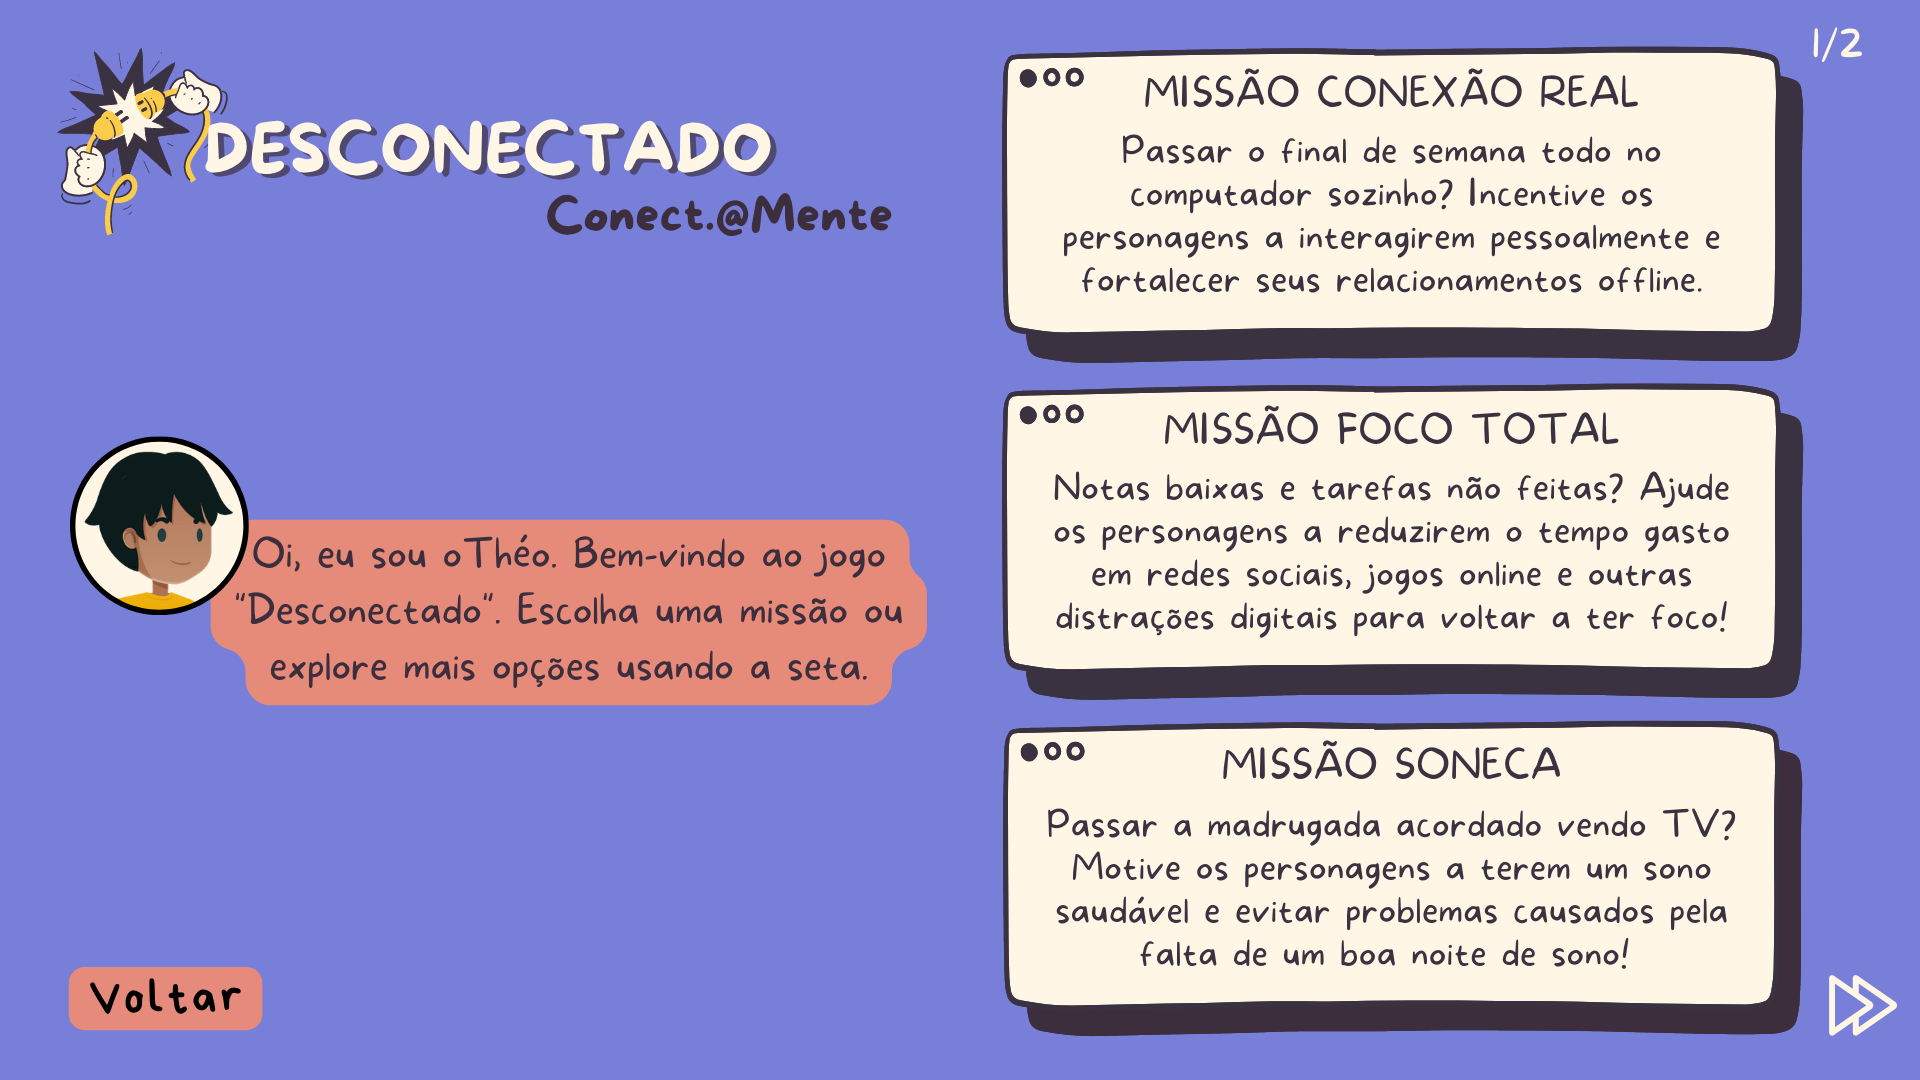 DESCONECTADO
Conect.@Mente
Oi, eu sou oThéo. Bem-vindo ao jogo
"Desconectado". Escolha uma missão ou
explore mais opções usando a seta.
Voltar
1/2
MISSÃO CONEXÃO REAL
Passar o final de semana todo no
computador sozinho? Incentive os
personagens a interagirem pessoalmente e
fortalecer seus relacionamentos offline.
MISSÃO FOCO TOTAL
Notas baixas e tarefas não feitas? Ajude
os personagens a reduzirem o tempo gasto
em redes sociais, jogos online e outras
distrações digitais para voltar a ter foco!
MISSÃO SONECA
Passar a madrugada acordado vendo TV?
Motive os personagens a terem um sono
saudável e evitar problemas causados pela
falta de um boa noite de sono!